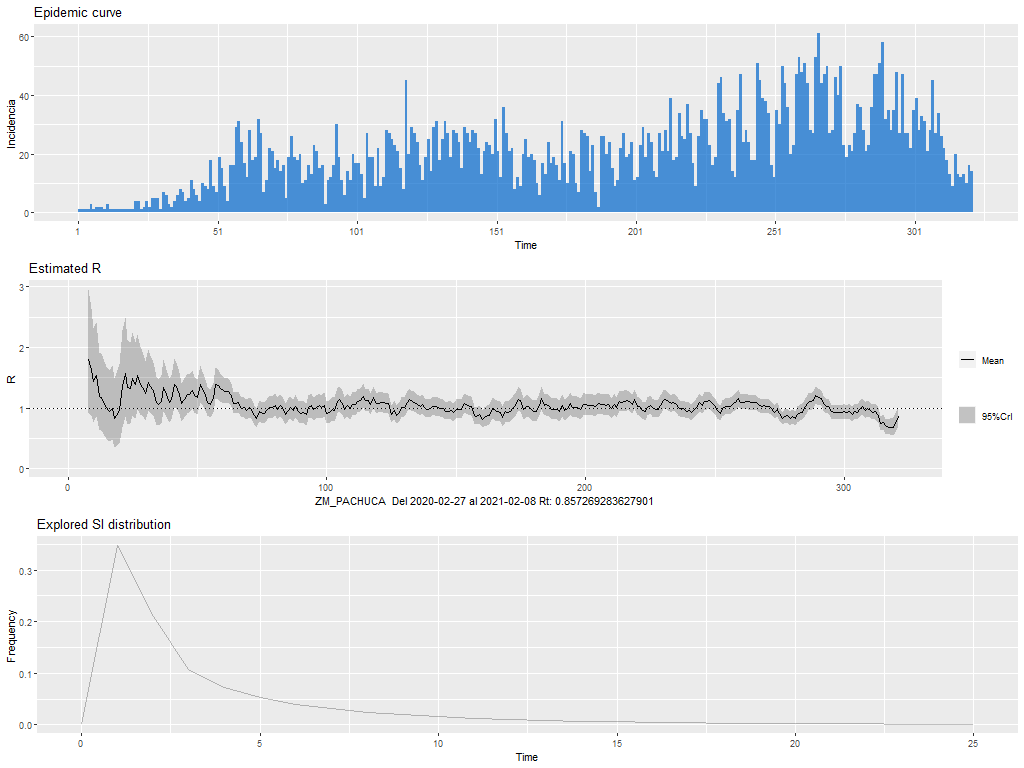 Epidemic curve
60
40
20
0
Incidencia
1 51 101 151 201 251 301
Time
Estimated R
3
2
1
0
R
Mean
95%CrI
0 100 200 300
ZM_PACHUCA Del 2020-02-27 al 2021-02-08 Rt: 0.857269283627901
Explored SI distribution
0.3
0.2
0.1
0.0
Frequency
0 5 10 15 20 25
Time